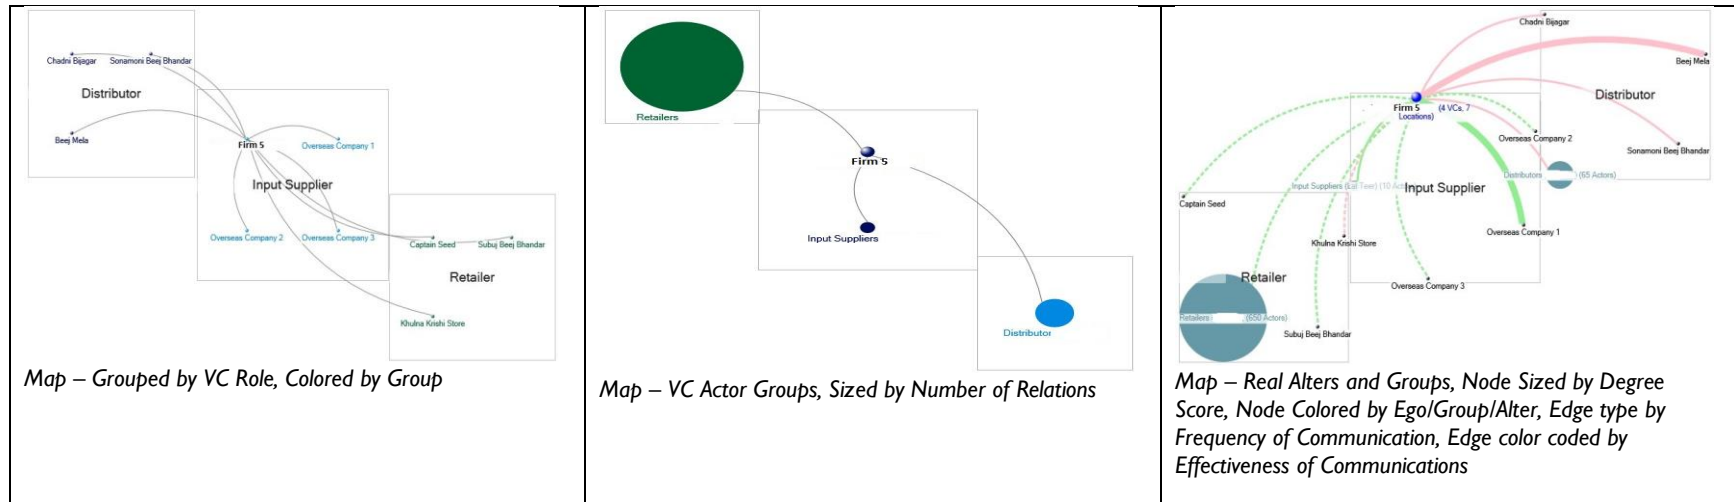 Chadni Bijagar
Sonamoni Beej Bhandar
Distributor
Beej Mela
Firm 5
Overseas Company 1
Input Supplier
Overseas Company 2
Overseas Company 3
Captain Seed
Subuj Beej Bhandar
Retailer
Khulna Krishi Store
Map – Grouped by VC Role, Colored by Group
Retailers
Firm 5
Input Suppliers
Distributor
Map – VC Actor Groups, Sized by Number of Relations
Chadni Bijagar
Beej Mela
Distributor
Firm 5 (4 VCs, 7
Locations)
Overseas Company 2
Sonamoni Beej Bhandar
Distributors (65 Actors)
Input Suppliers (Lal Teer) (10
Input Supplier
Captain Seed
Overseas Company 1
Khulna Krishi Store
Retailer
Overseas Company 3
Retailers (650 Actors)
Subuj Beej Bhandar
Map – Real Alters and Groups, Node Sized by Degree
Score, Node Colored by Ego/Group/Alter, Edge type by
Frequency of Communication, Edge color coded by
Effectiveness of Communications